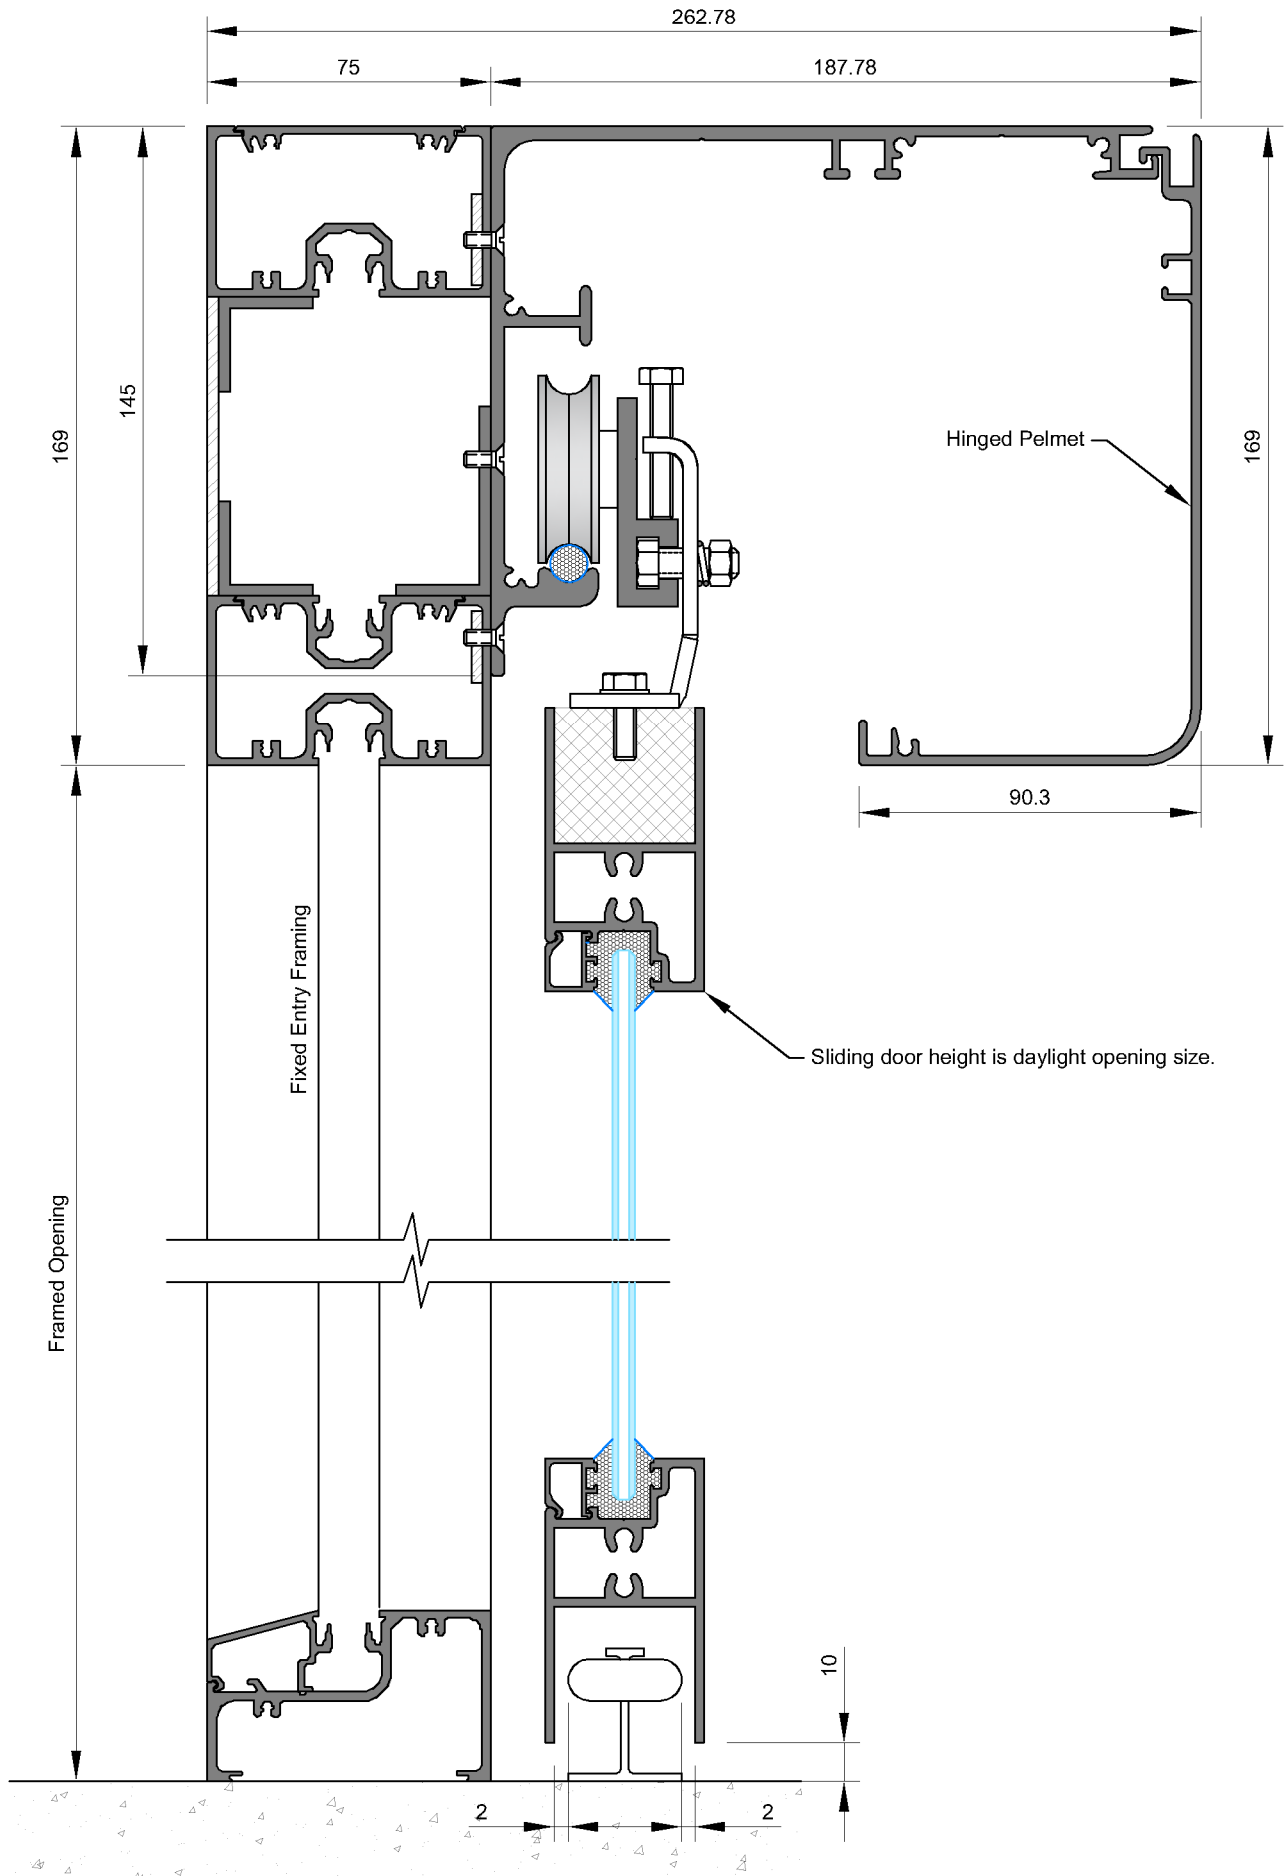 262.78
75
187.78
169
145
169
Hinged Pelmet
90.3
Fixed Entry Framing
Sliding door height is daylight opening size.
Framed Opening
10
2
2